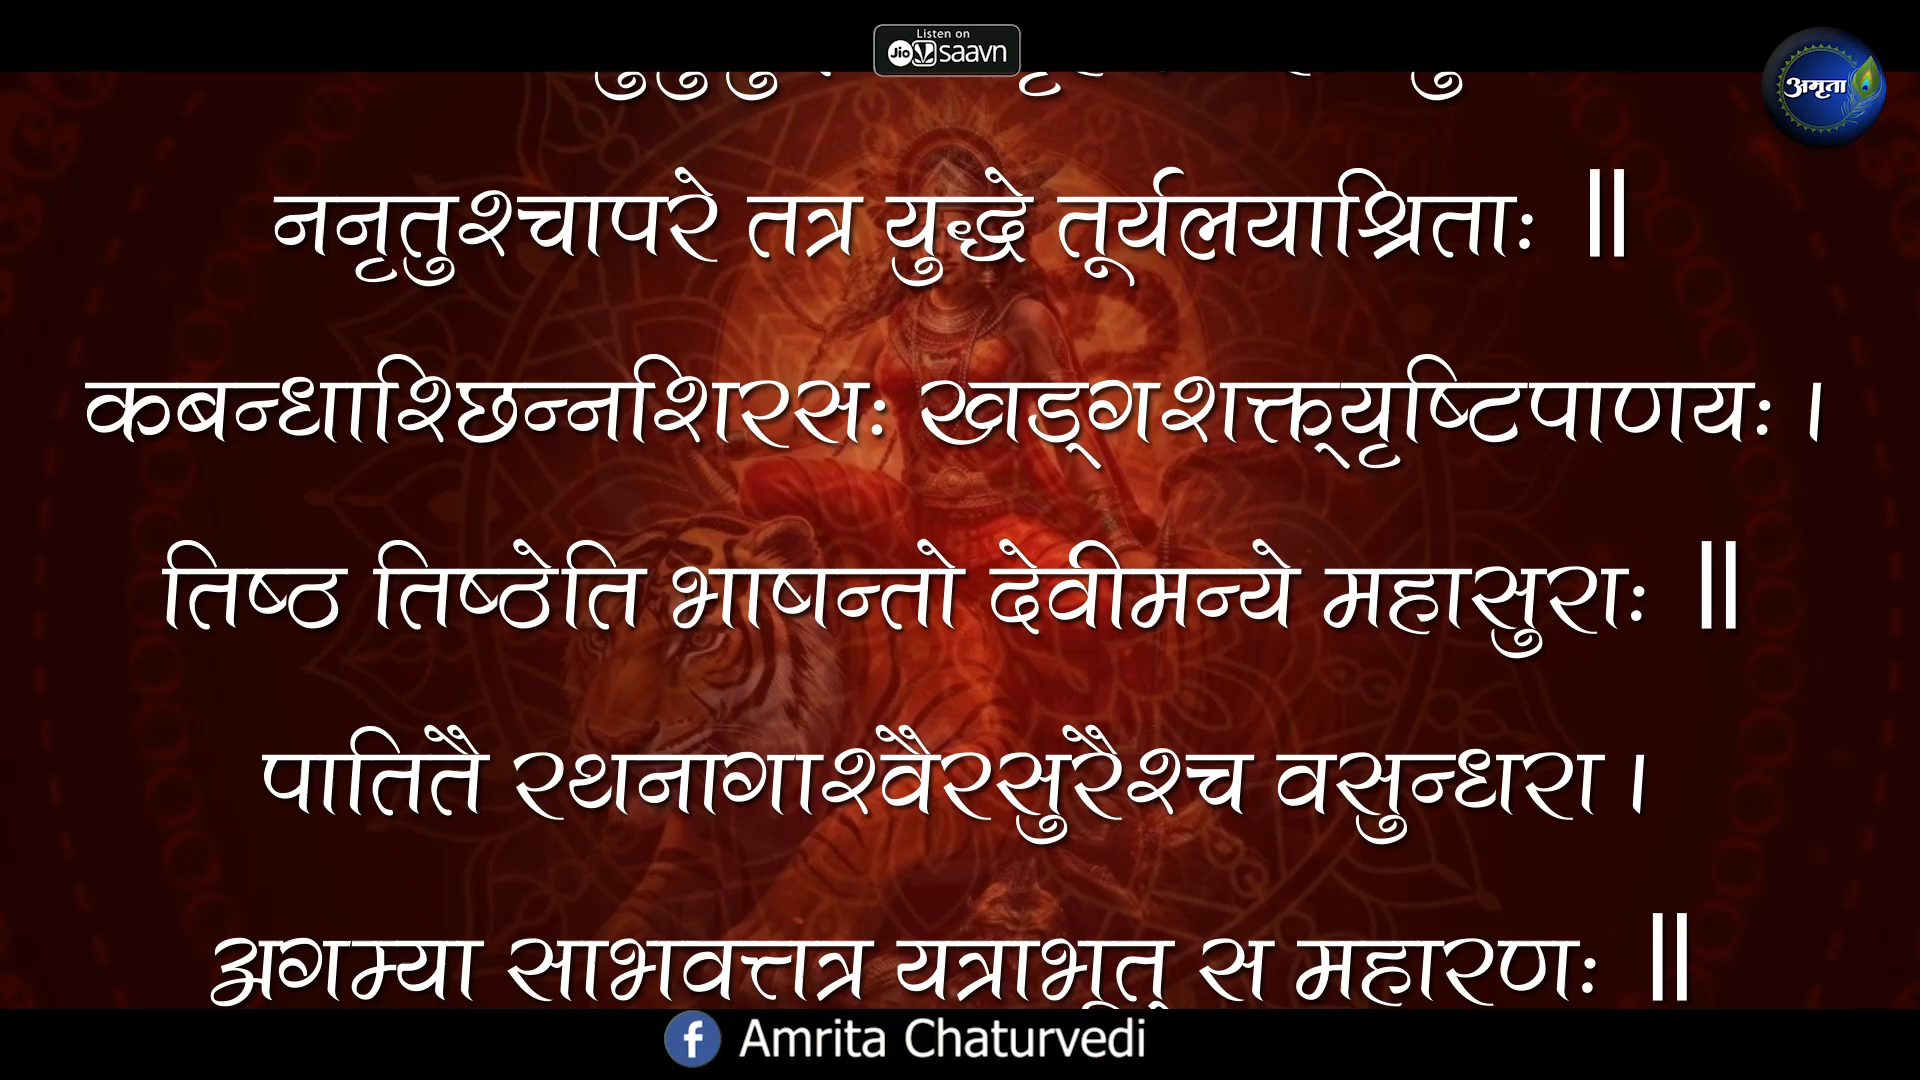 Listen on
Jio saavn
अमृता
ननृतुश्चापरे तत्र युद्धे तूर्यलयाश्रिताः ॥
कबन्धाश्छिन्नशिरसः खड्गशक्त्यृष्टिपाणयः ।
तिष्ठ तिष्ठेति भाषन्तो देवीमन्ये महासुराः ॥
पातितै रथनागाश्वैरसुरैश्च वसुन्धरा ।
अगम्या साभवत्तत्र यत्राभूत् स महारणः ॥
Amrita Chaturvedi